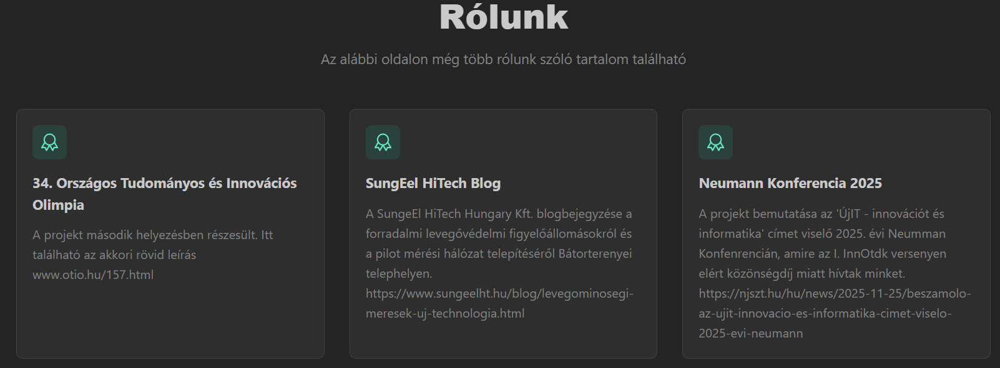 Rólunk
Az alábbi oldalon még több rólunk szóló tartalom található
34. Országos Tudományos és Innovációs
Olimpia
A projekt második helyezésben részesült. Itt
található az akkori rövid leírás
www.otio.hu/157.html
SungEel HiTech Blog
A SungeEl HiTech Hungary Kft. blogbejegyzése a
forradalmi levegővédelmi figyelőállomásokról és
a pilot mérési hálózat telepítéséről Bátorterenyei
telephelyen.
https://www.sungeelht.hu/blog/levegominosegi-
meresek-uj-technologia.html
Neumann Konferencia 2025
A projekt bemutatása az 'ÚjIT - innovációt és
informatika' címet viselő 2025. évi Neumman
Konfenrencián, amire az I. InnOtdk versenyen
elért közönségdíj miatt hívtak minket.
https://njszt.hu/hu/news/2025-11-25/beszamolo-
az-ujit-innovacio-es-informatika-cimet-viselo-
2025-evi-neumann